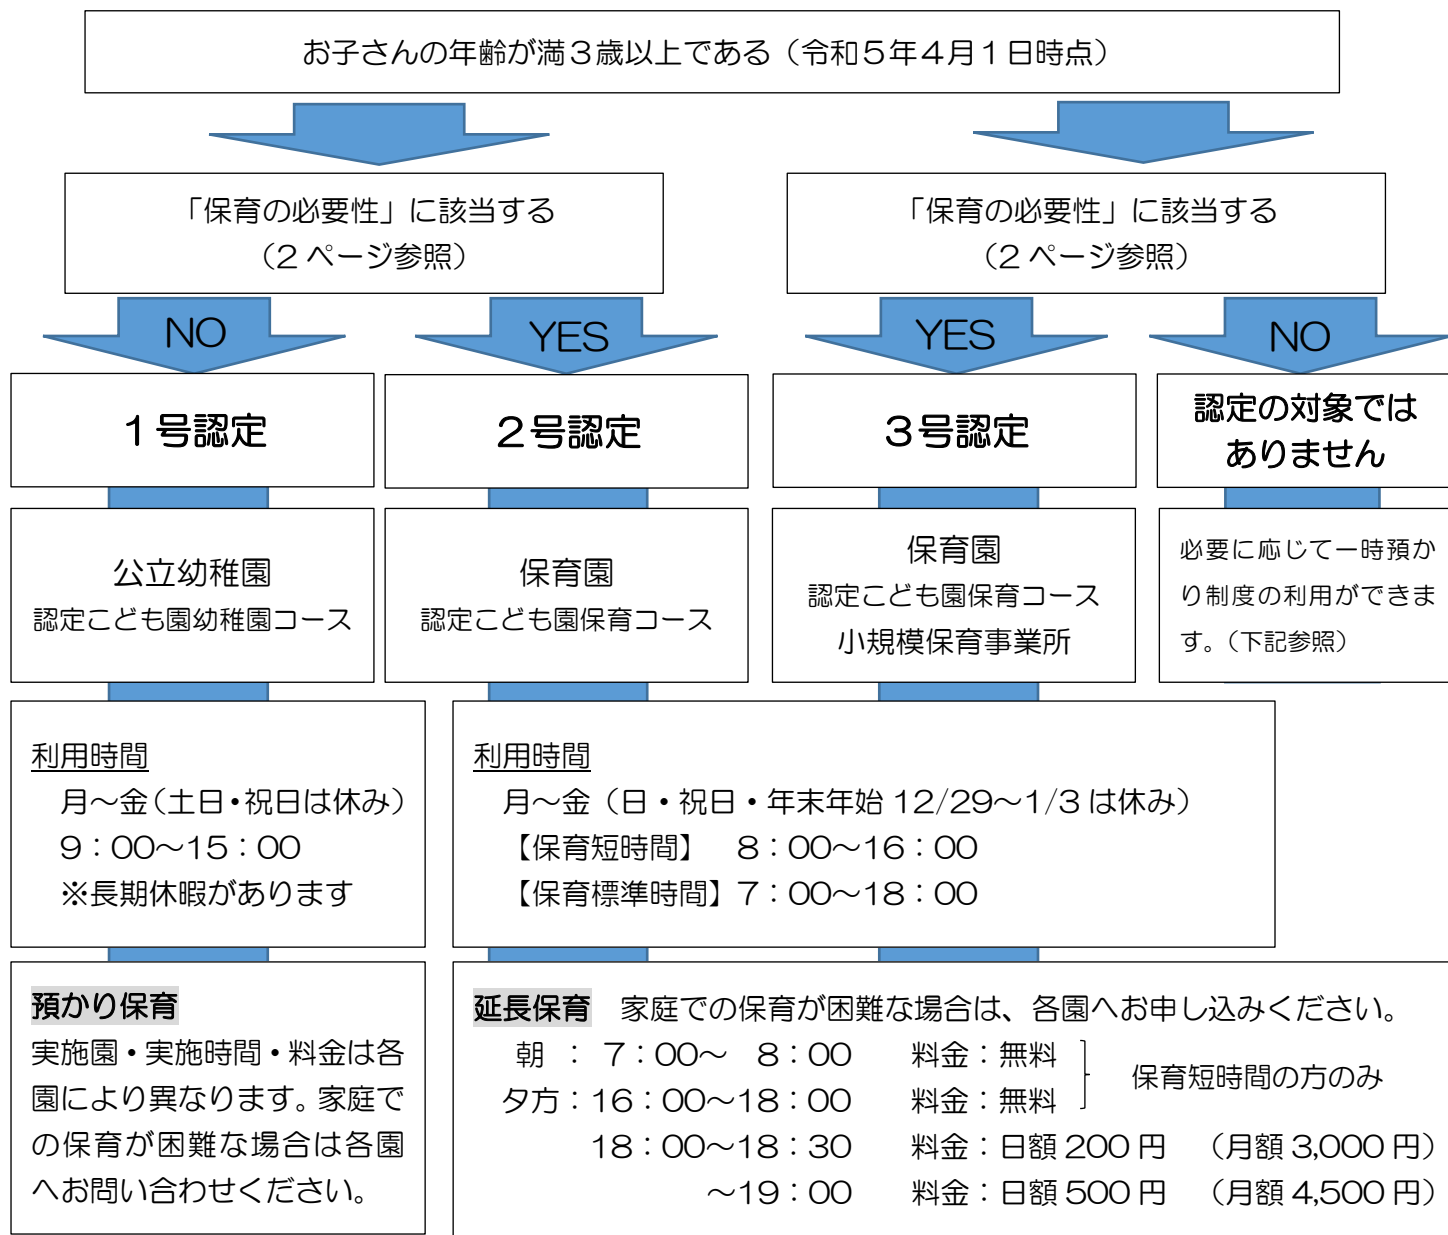 お子さんの年齢が満３歳以上である（令和５年４月１日時点）
「保育の必要性」に該当する
（2 ページ参照）
「保育の必要性」に該当する
（2 ページ参照）
NO
YES
YES
NO
１号認定
２号認定
３号認定
認定の対象では
ありません
公立幼稚園
認定こども園幼稚園コース
保育園
認定こども園保育コース
保育園
認定こども園保育コース
小規模保育事業所
必要に応じて一時預か
り制度の利用ができま
す。（下記参照）
利用時間
月～金（土日・祝日は休み）
９：００～１５：００
※長期休暇があります
利用時間
月～金（日・祝日・年末年始 12/29～1/3 は休み）
【保育短時間】　８：００～１６：００
【保育標準時間】７：００～１８：００
預かり保育
実施園・実施時間・料金は各
園により異なります。家庭で
の保育が困難な場合は各園
へお問い合わせください。
延長保育　家庭での保育が困難な場合は、各園へお申し込みください。
朝　：　７：００～　８：００　　料金：無料
保育短時間の方のみ
夕方：１６：００～１８：００　　料金：無料
１８：００～１８：３０　　料金：日額 200 円　（月額 3,000 円）
～１９：００　　料金：日額 500 円　（月額 4,500 円）